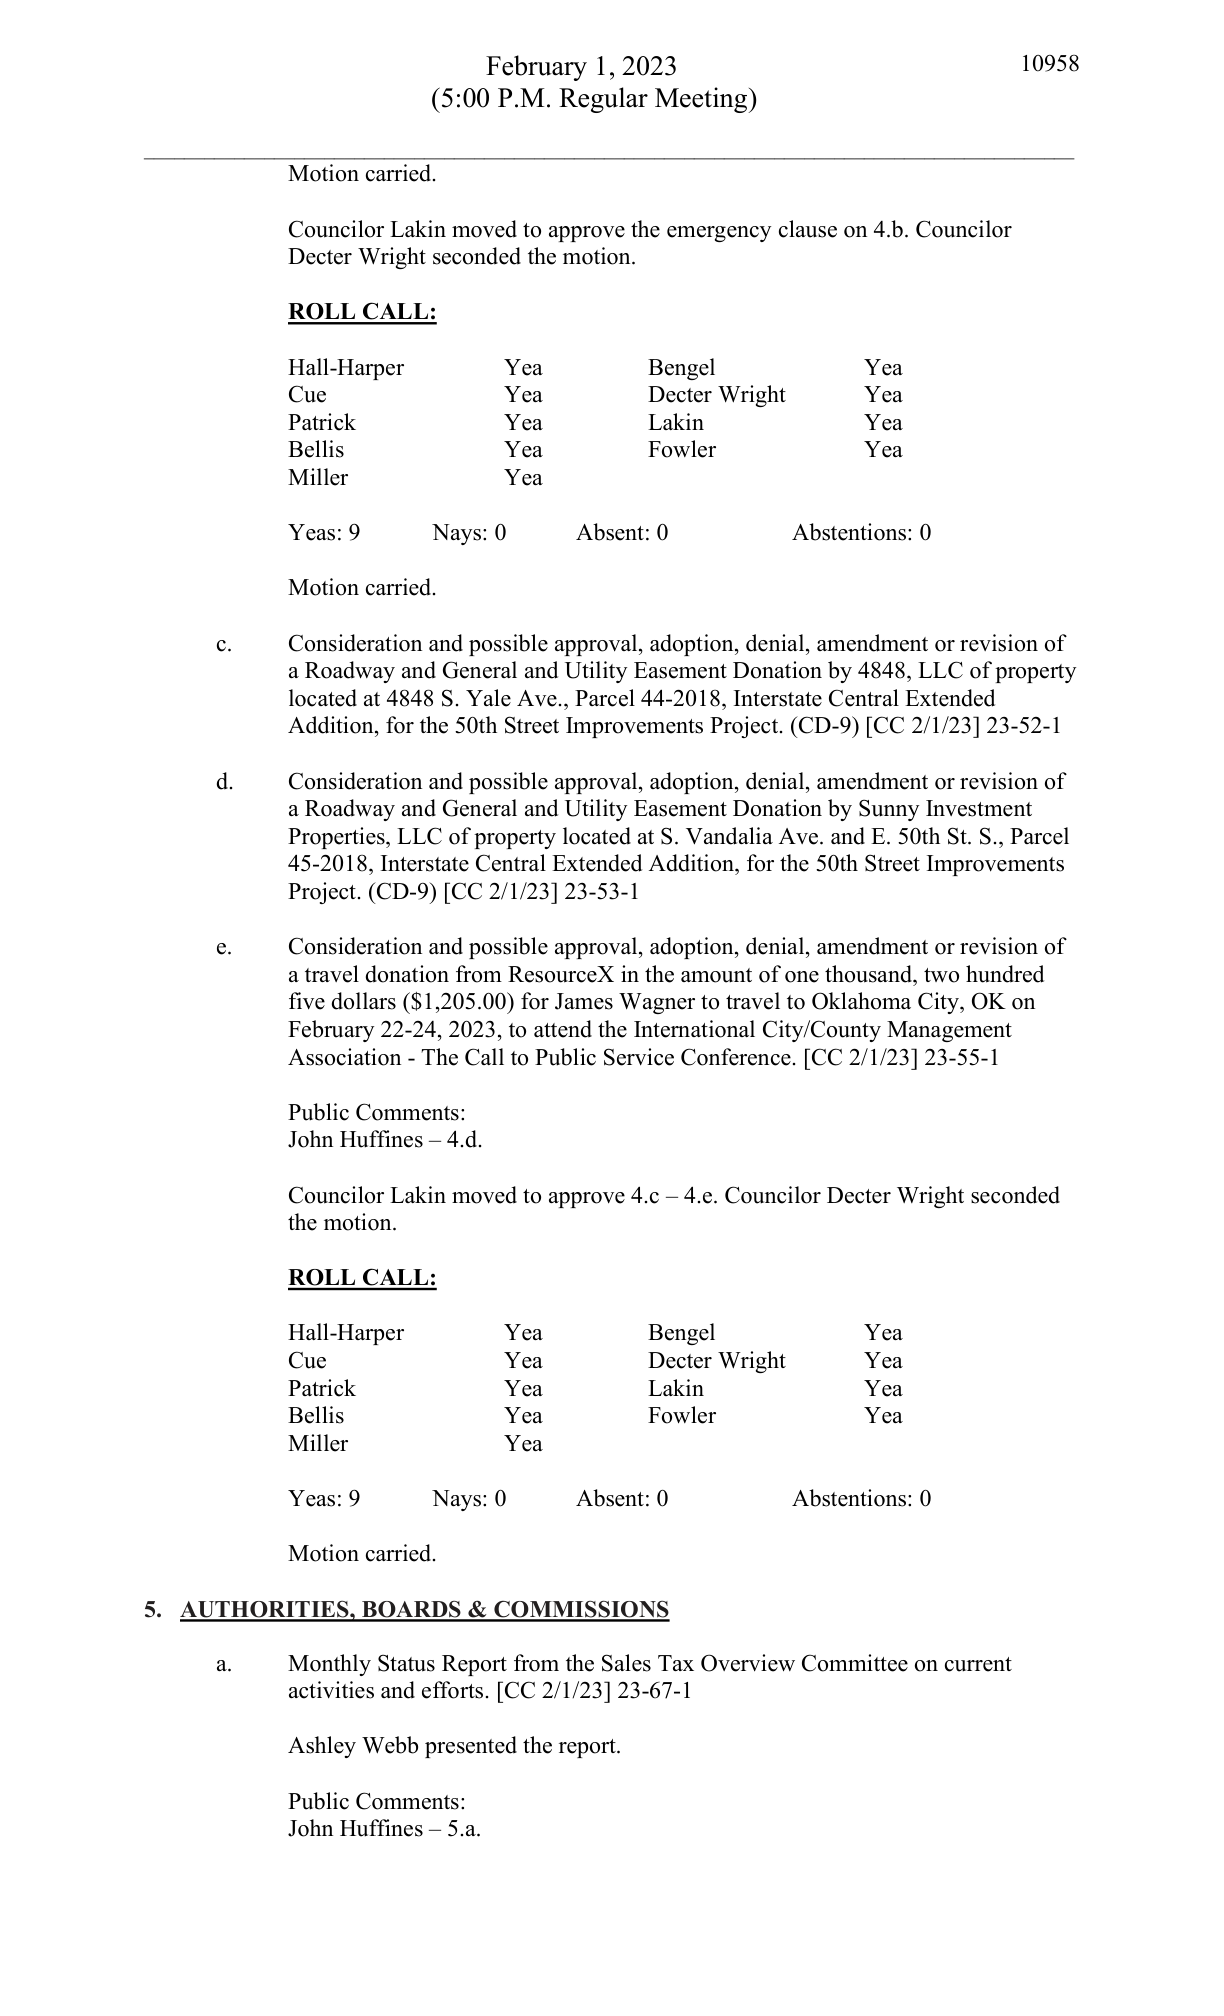 February 1, 2023
10958
(5:00 P.M. Regular Meeting)
Motion carried.
Councilor Lakin moved to approve the emergency clause on 4.b. Councilor
Decter Wright seconded the motion.
ROLL CALL:
Hall-Harper Yea Bengel Yea
Cue Yea Decter Wright Yea
Patrick Yea Lakin Yea
Bellis Yea Fowler Yea
Miller Yea
Yeas: 9 Nays: 0 Absent: 0 Abstentions: 0
Motion carried.
c. Consideration and possible approval, adoption, denial, amendment or revision of
a Roadway and General and Utility Easement Donation by 4848, LLC of property
located at 4848 S. Yale Ave., Parcel 44-2018, Interstate Central Extended
Addition, for the 50th Street Improvements Project. (CD-9) [CC 2/1/23] 23-52-1
d. Consideration and possible approval, adoption, denial, amendment or revision of
a Roadway and General and Utility Easement Donation by Sunny Investment
Properties, LLC of property located at S. Vandalia Ave. and E. 50th St. S., Parcel
45-2018, Interstate Central Extended Addition, for the 50th Street Improvements
Project. (CD-9) [CC 2/1/23] 23-53-1
e. Consideration and possible approval, adoption, denial, amendment or revision of
a travel donation from ResourceX in the amount of one thousand, two hundred
five dollars ($1,205.00) for James Wagner to travel to Oklahoma City, OK on
February 22-24, 2023, to attend the International City/County Management
Association - The Call to Public Service Conference. [CC 2/1/23] 23-55-1
Public Comments:
John Huffines – 4.d.
Councilor Lakin moved to approve 4.c – 4.e. Councilor Decter Wright seconded
the motion.
ROLL CALL:
Hall-Harper Yea Bengel Yea
Cue Yea Decter Wright Yea
Patrick Yea Lakin Yea
Bellis Yea Fowler Yea
Miller Yea
Yeas: 9 Nays: 0 Absent: 0 Abstentions: 0
Motion carried.
5. AUTHORITIES, BOARDS & COMMISSIONS
a. Monthly Status Report from the Sales Tax Overview Committee on current
activities and efforts. [CC 2/1/23] 23-67-1
Ashley Webb presented the report.
Public Comments:
John Huffines – 5.a.